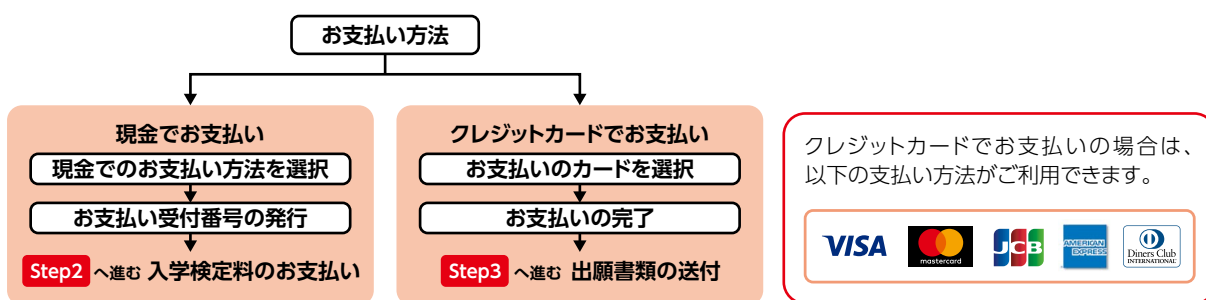 お支払い方法
現金でお支払い
現金でのお支払い方法を選択
お支払い受付番号の発行
Step2 へ進む 入学検定料のお支払い
クレジットカードでお支払い
お支払いのカードを選択
お支払いの完了
Step3 へ進む 出願書類の送付
クレジットカードでお支払いの場合は、
以下の支払い方法がご利用できます。
VISA
mastercard
JCB
AMERICAN
EXPRESS
Diners Club
INTERNATIONAL